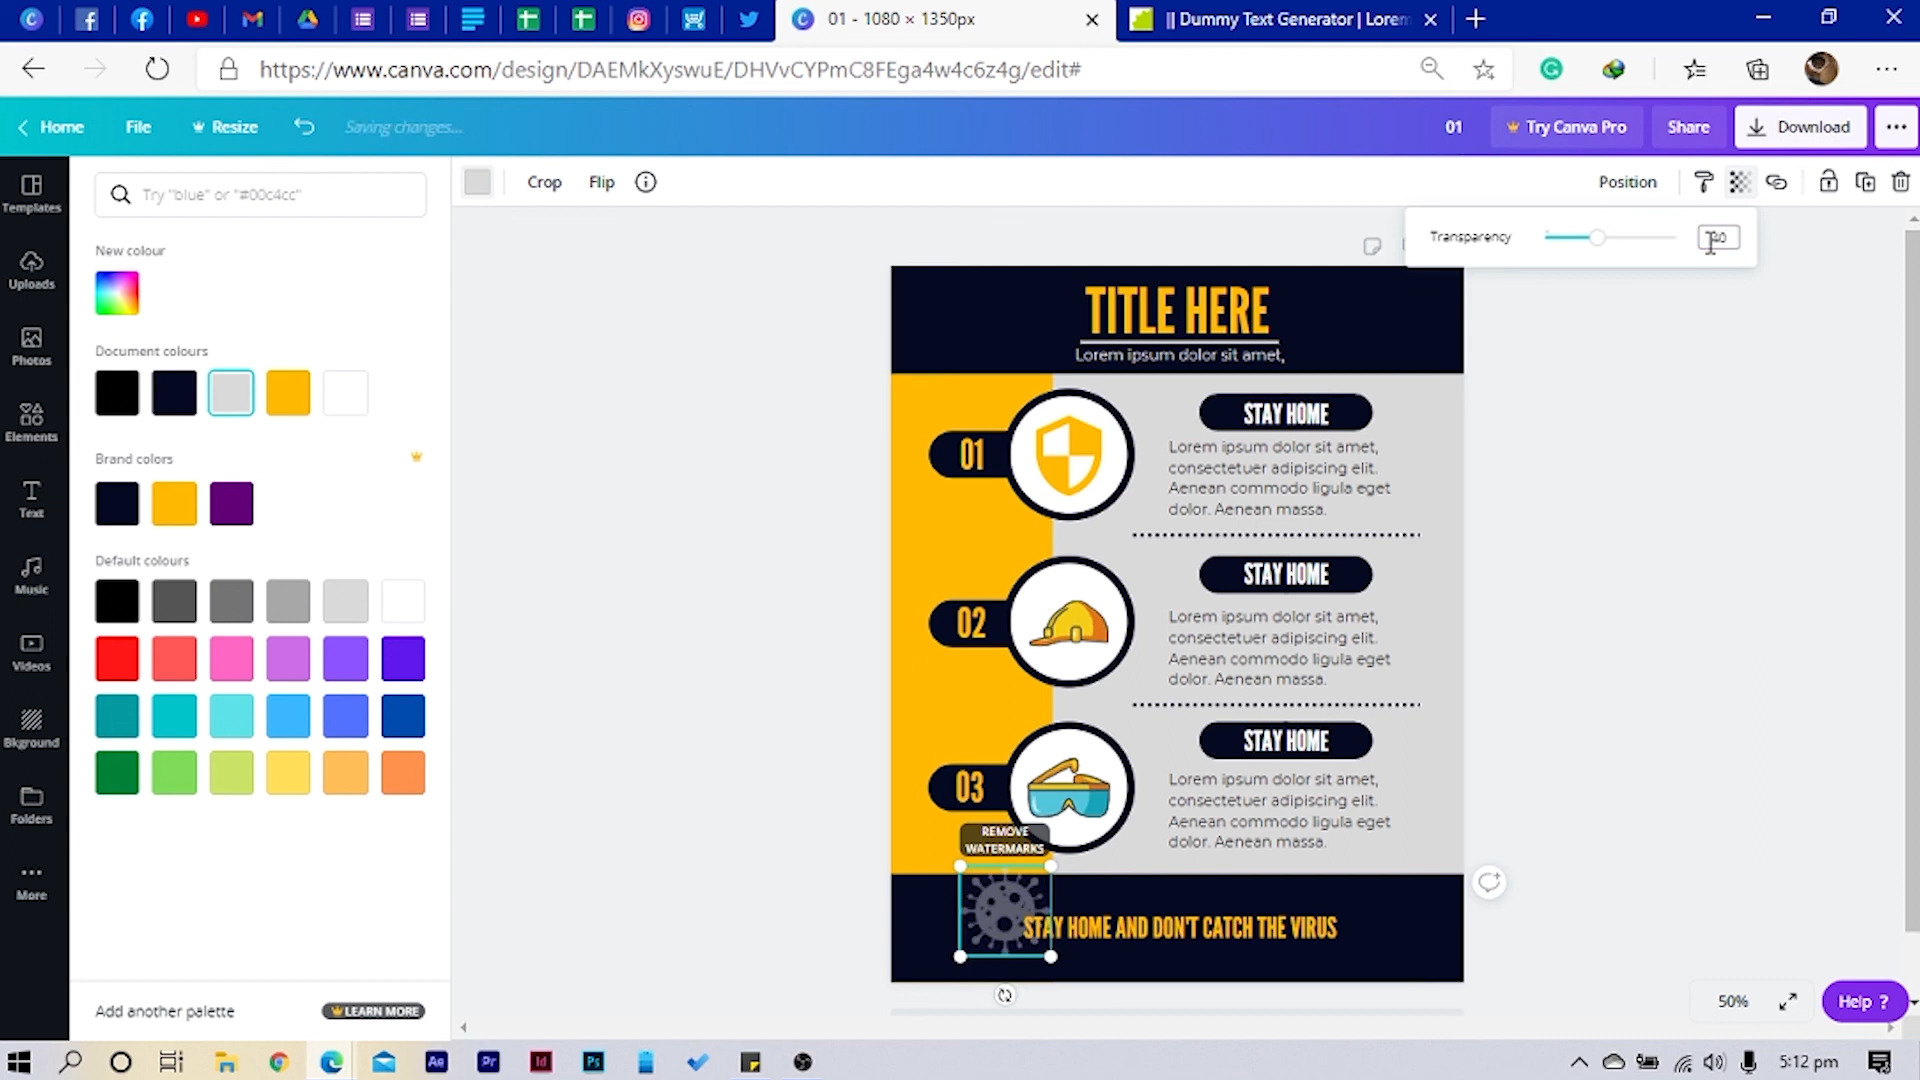 01 - 1080 × 1350px
|| Dummy Text Generator | Lorem
https://www.canva.com/design/DAEMkXyswuE/DHVvCYPmC8FEga4w4c6z4g/edit#
Home
File
Resize
Saving changes...
01
Try Canva Pro
Share
Download
Templates
Uploads
Photos
Elements
Text
Music
Videos
Bkground
Folders
More
Try "blue" or "#00c4cc"
New colour
Document colours
Brand colors
Default colours
Add another palette
LEARN MORE
Crop
Flip
Position
Transparency
40
TITLE HERE
Lorem ipsum dolor sit amet,
01
STAY HOME
Lorem ipsum dolor sit amet,
consectetuer adipiscing elit.
Aenean commodo ligula eget
dolor. Aenean massa.
02
STAY HOME
Lorem ipsum dolor sit amet,
consectetuer adipiscing elit.
Aenean commodo ligula eget
dolor. Aenean massa.
03
STAY HOME
Lorem ipsum dolor sit amet,
consectetuer adipiscing elit.
Aenean commodo ligula eget
dolor. Aenean massa.
REMOVE
WATERMARKS
STAY HOME AND DON'T CATCH THE VIRUS
50%
Help ?
Ae
Pr
Id
Ps
5:12 pm